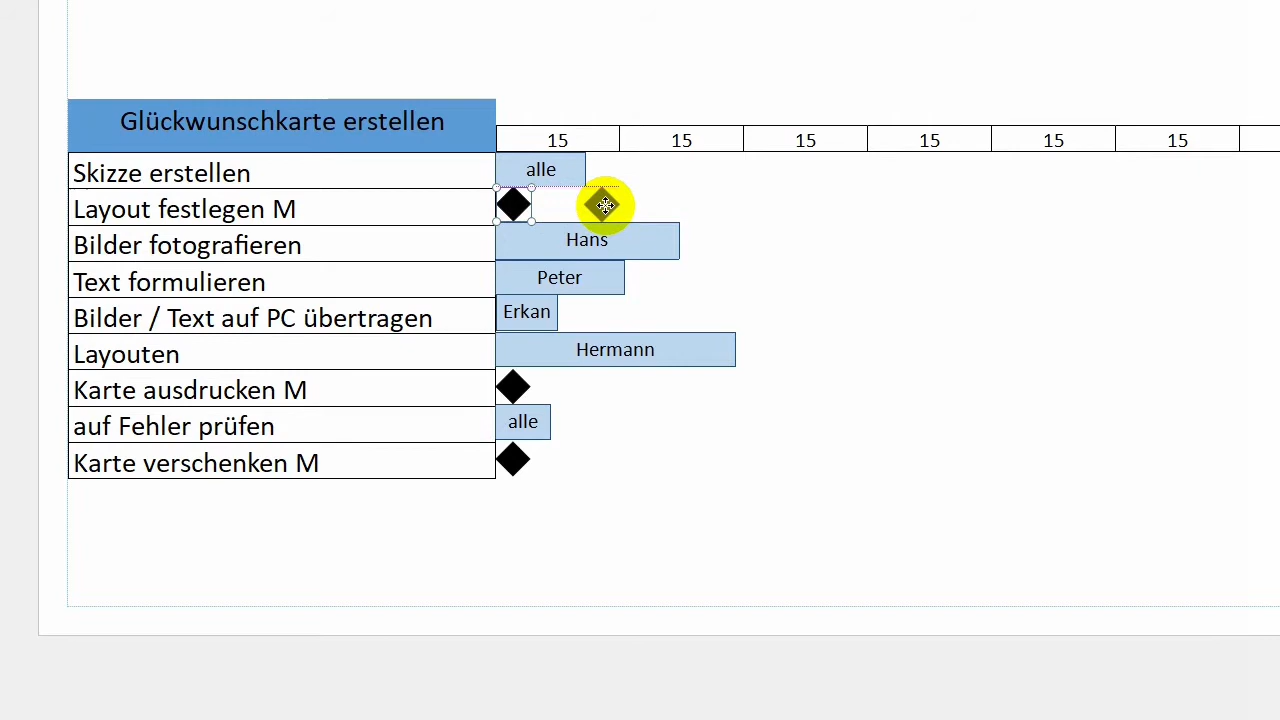 Glückwunschkarte erstellen
15 15 15 15 15 15
Skizze erstellen alle
Layout festlegen M
Bilder fotografieren Hans
Text formulieren Peter
Bilder / Text auf PC übertragen Erkan
Layouten Hermann
Karte ausdrucken M
auf Fehler prüfen alle
Karte verschenken M